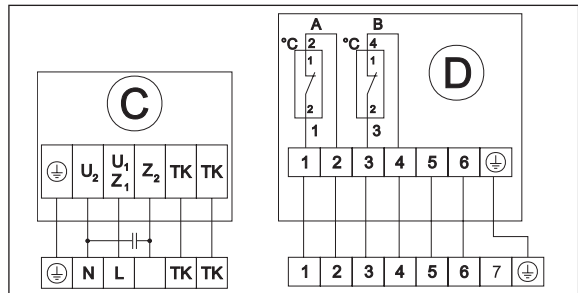 C
⏚ U₂ U₁ Z₁ Z₂ TK TK
⏚ N L TK TK
A B
D
°C 2 °C 4
1 1
2 2
1 3
1 2 3 4 5 6 ⏚
1 2 3 4 5 6 7 ⏚